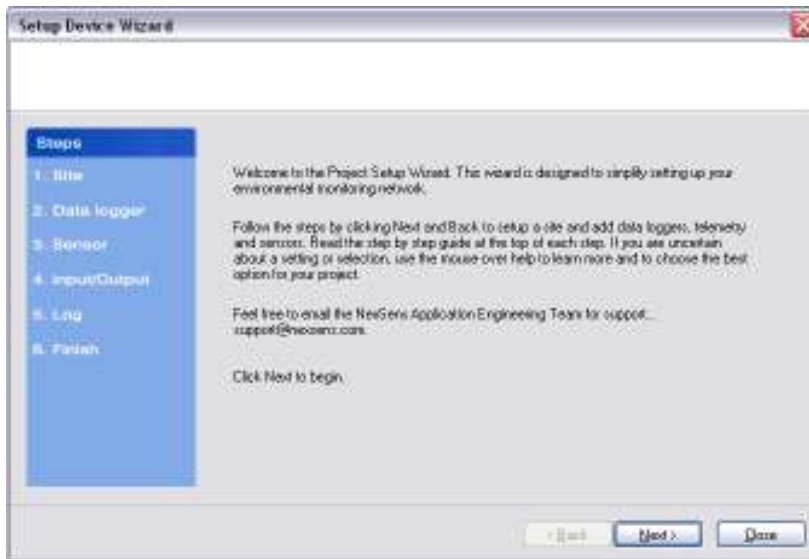 Setup Device Wizard
Steps
1. Site
2. Data logger
3. Sensor
4. Input/Output
5. Log
6. Finish
Welcome to the Project Setup Wizard. This wizard is designed to simplify setting up your
environmental monitoring network.
Follow the steps by clicking Next and Back to setup a site and add data loggers, telemetry
and sensors. Read the step by step guide at the top of each step. If you are uncertain
about a setting or selection, use the mouse-over help to learn more and to choose the best
option for your project.
Feel free to email the NexSens Application Engineering Team for support...
support@nexsens.com.
Click Next to begin.
< Back
Next >
Close